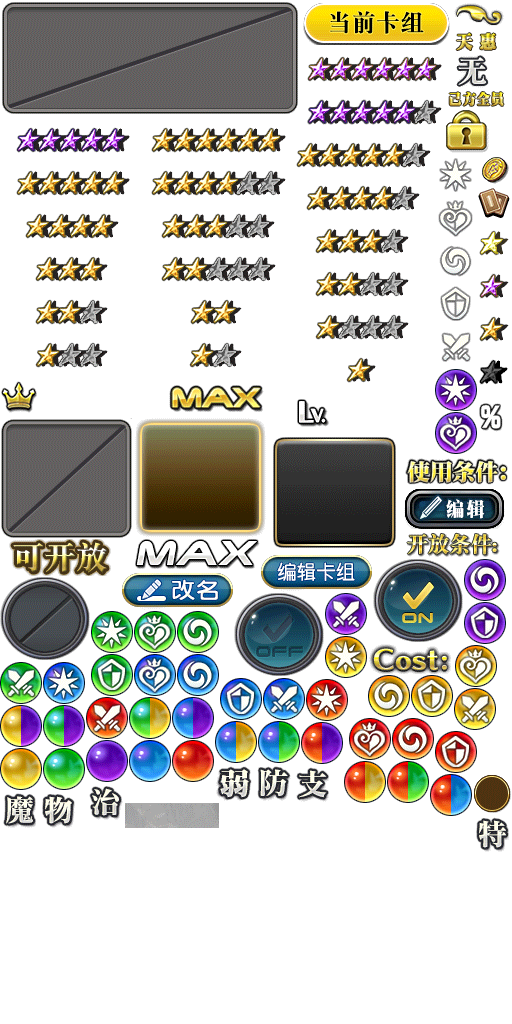 当前卡组
天惠
无
己方全员
MAX
Lv.
%
使用条件:
编辑
开放条件:
可开放
MAX
编辑卡组
改名
ON
OFF
Cost:
弱 防 支
魔 物 治
特